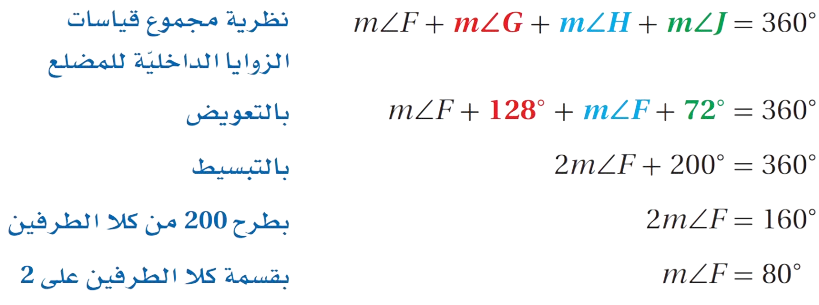 m∠F + m∠G + m∠H + m∠J = 360° نظرية مجموع قياسات
الزوايا الداخليّة للمضلع
m∠F + 128° + m∠F + 72° = 360° بالتعويض
2m∠F + 200° = 360° بالتبسيط
2m∠F = 160° بطرح 200 من كلا الطرفين
m∠F = 80° بقسمة كلا الطرفين على 2